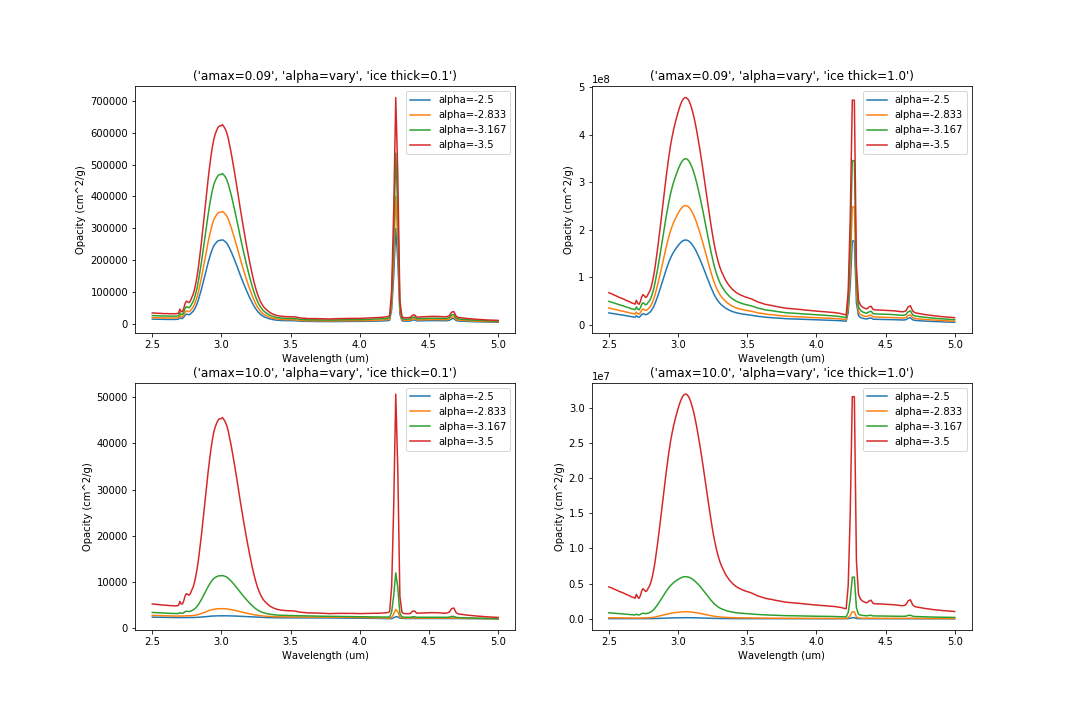 ('amax=0.09', 'alpha=vary', 'ice thick=0.1')
700000
600000
500000
400000
300000
200000
100000
0
Opacity (cm^2/g)
alpha=-2.5
alpha=-2.833
alpha=-3.167
alpha=-3.5
2.5 3.0 3.5 4.0 4.5 5.0
Wavelength (um)
('amax=0.09', 'alpha=vary', 'ice thick=1.0')
1e8
5
4
3
2
1
0
Opacity (cm^2/g)
alpha=-2.5
alpha=-2.833
alpha=-3.167
alpha=-3.5
2.5 3.0 3.5 4.0 4.5 5.0
Wavelength (um)
('amax=10.0', 'alpha=vary', 'ice thick=0.1')
50000
40000
30000
20000
10000
0
Opacity (cm^2/g)
alpha=-2.5
alpha=-2.833
alpha=-3.167
alpha=-3.5
2.5 3.0 3.5 4.0 4.5 5.0
Wavelength (um)
('amax=10.0', 'alpha=vary', 'ice thick=1.0')
1e7
3.0
2.5
2.0
1.5
1.0
0.5
0.0
Opacity (cm^2/g)
alpha=-2.5
alpha=-2.833
alpha=-3.167
alpha=-3.5
2.5 3.0 3.5 4.0 4.5 5.0
Wavelength (um)